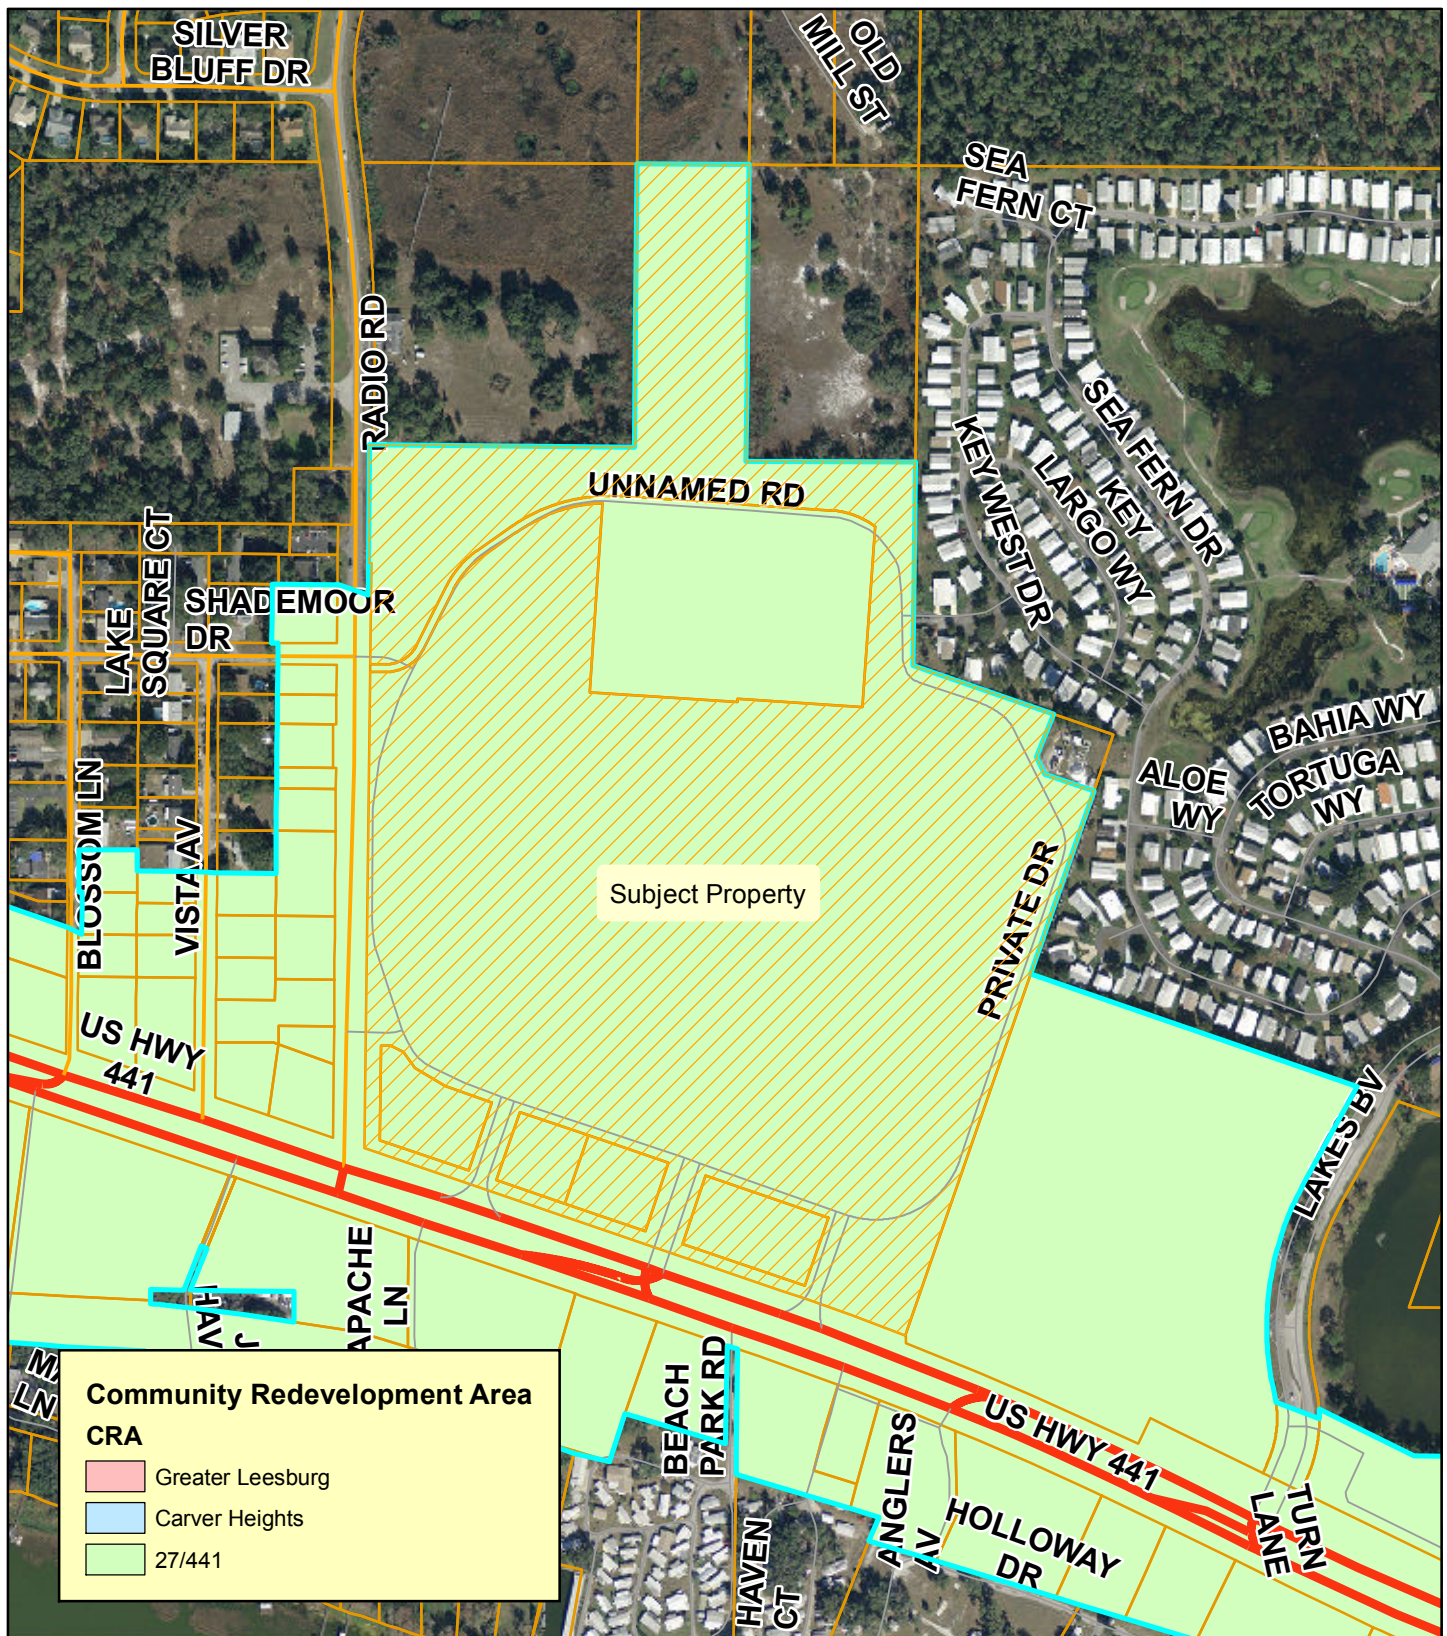 SILVER
BLUFF DR
OLD
MILL ST
SEA
FERN CT
RADIO RD
SEA FERN DR
KEY
LARGO WY
KEY WEST DR
UNNAMED RD
LAKE
SQUARE CT
SHADEMOOR
DR
BAHIA WY
TORTUGA
WY
ALOE
WY
BLOSSOM LN
VISTA AV
Subject Property
PRIVATE DR
US HWY
441
LAKES BV
APACHE
LN
HAV
J
LN
BEACH
PARK RD
US HWY 441
ANGLERS
AV
HOLLOWAY
DR
TURN
LANE
HAVEN
CT
Community Redevelopment Area
CRA
Greater Leesburg
Carver Heights
27/441